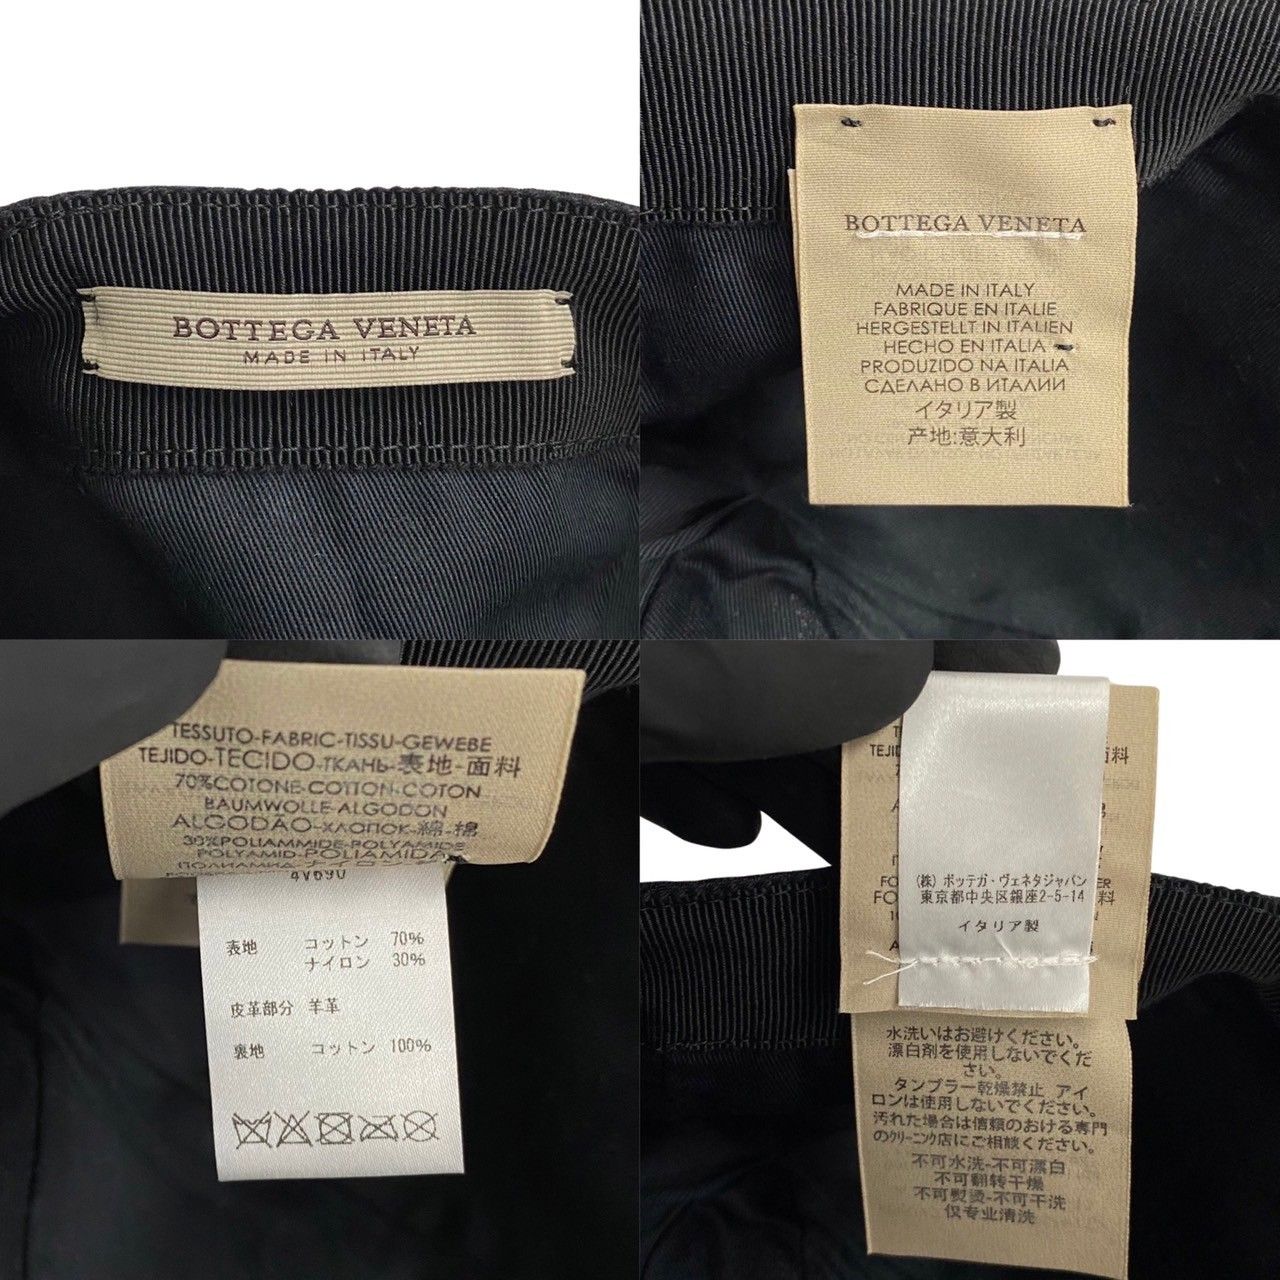 BOTTEGA VENETA
MADE IN ITALY
BOTTEGA VENETA
MADE IN ITALY
FABRIQUE EN ITALIE
HERGESTELLT IN ITALIEN
HECHO EN ITALIA
PRODUZIDO NA ITALIA
СДЕЛАНО В ИТАЛИИ
イタリア製
产地:意大利
TESSUTO-FABRIC-TISSU-GEWEBE
TEJIDO-TECIDO-ТКАНЬ-表地-面料
70%COTONE-COTTON-COTON
BAUMWOLLE-ALGODON
ALGODAO-ХЛОПОК-綿-棉
30%POLIAMMIDE-POLYAMIDE
POLYAMID-POLIAMIDA
4V690
表地 コットン 70%
ナイロン 30%
皮革部分 羊革
裏地 コットン 100%
TEJID
面料
(株) ボッテガ・ヴェネタジャパン
東京都中央区銀座2-5-14
イタリア製
水洗いはお避けください。
漂白剤を使用しないでくだ
さい。
タンブラー乾燥禁止 アイ
ロンは使用しないでください。
汚れた場合は信頼のおける専門
のクリーニング店にご相談ください。
不可水洗-不可漂白
不可翻转干燥
不可熨烫-不可干洗
仅专业清洗